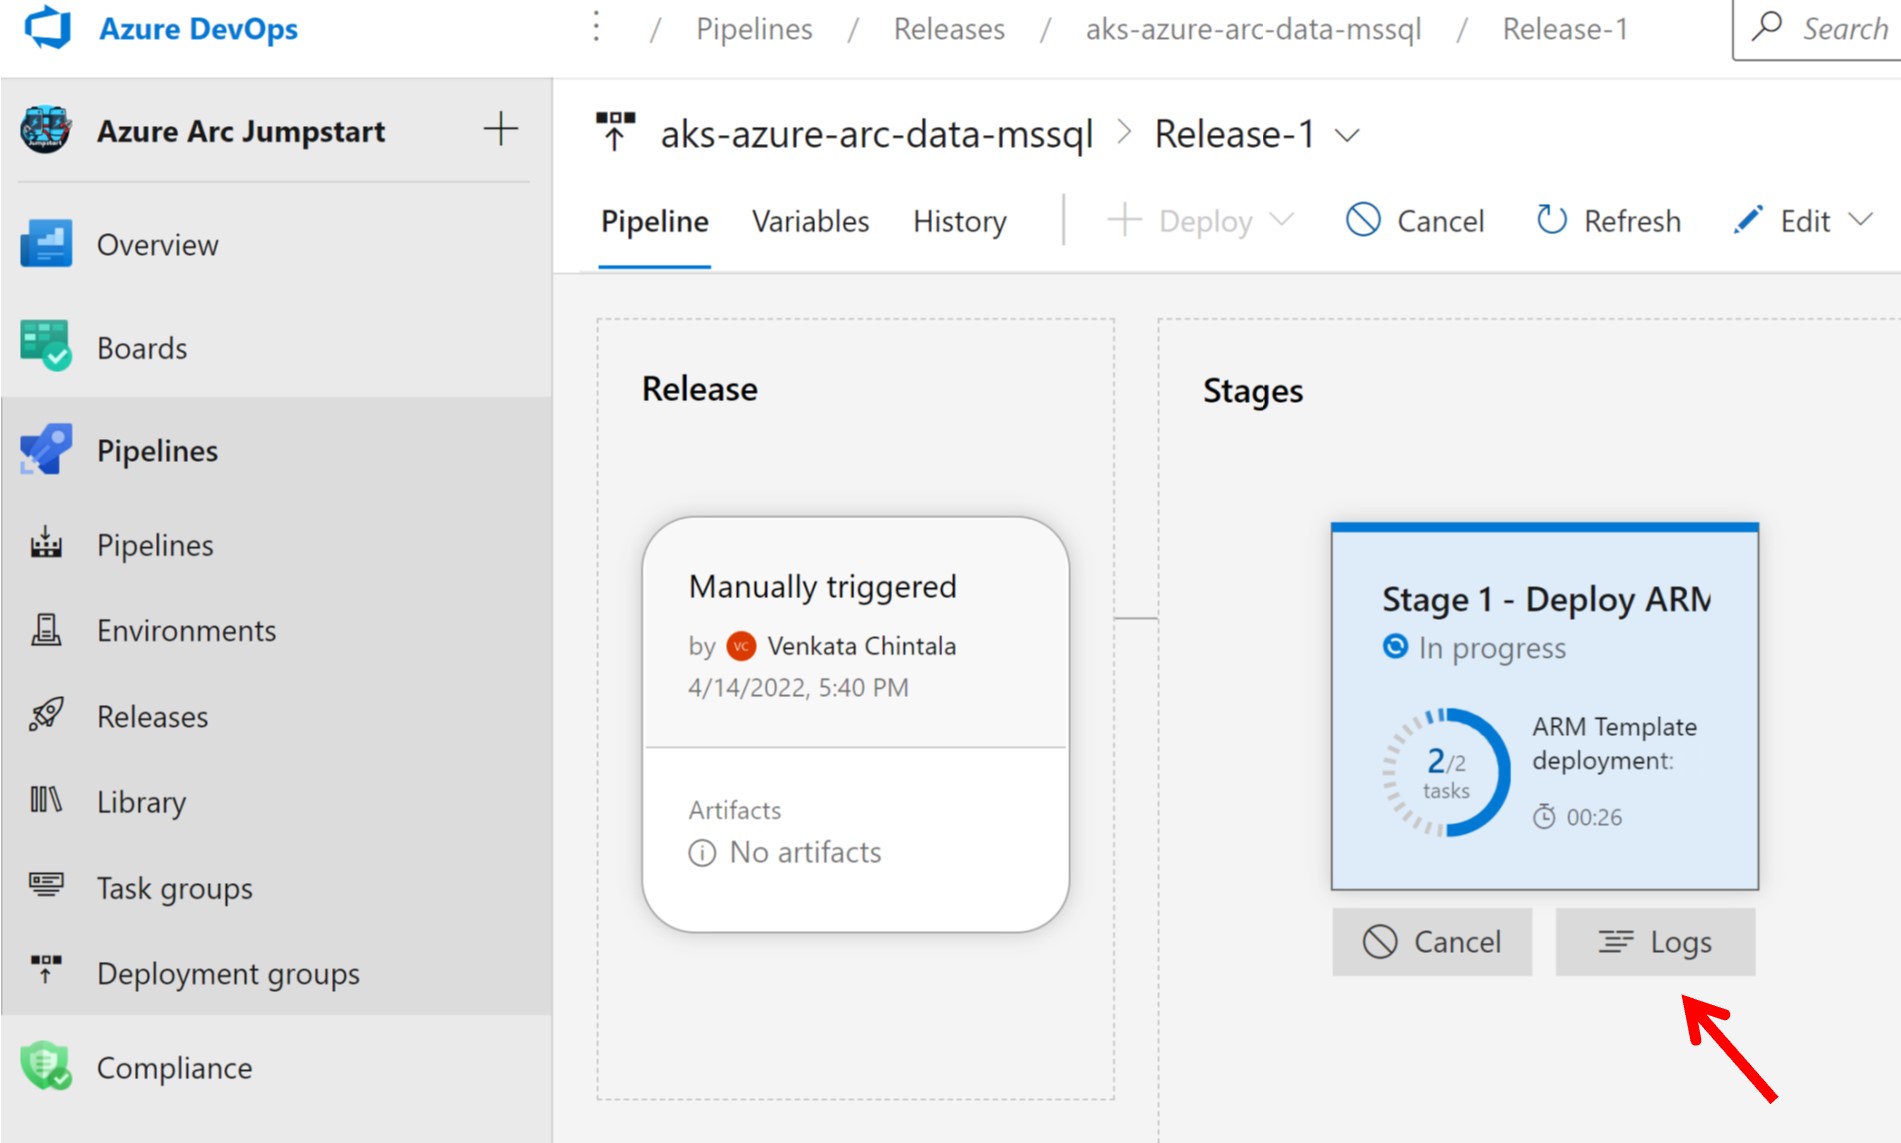 Azure DevOps
/ Pipelines / Releases / aks-azure-arc-data-mssql / Release-1
Search
Azure Arc Jumpstart
Overview
Boards
Pipelines
Pipelines
Environments
Releases
Library
Task groups
Deployment groups
Compliance
aks-azure-arc-data-mssql > Release-1
Pipeline Variables History Deploy Cancel Refresh Edit
Release
Manually triggered
by VC Venkata Chintala
4/14/2022, 5:40 PM
Artifacts
No artifacts
Stages
Stage 1 - Deploy ARM
In progress
2/2
tasks
ARM Template
deployment:
00:26
Cancel
Logs